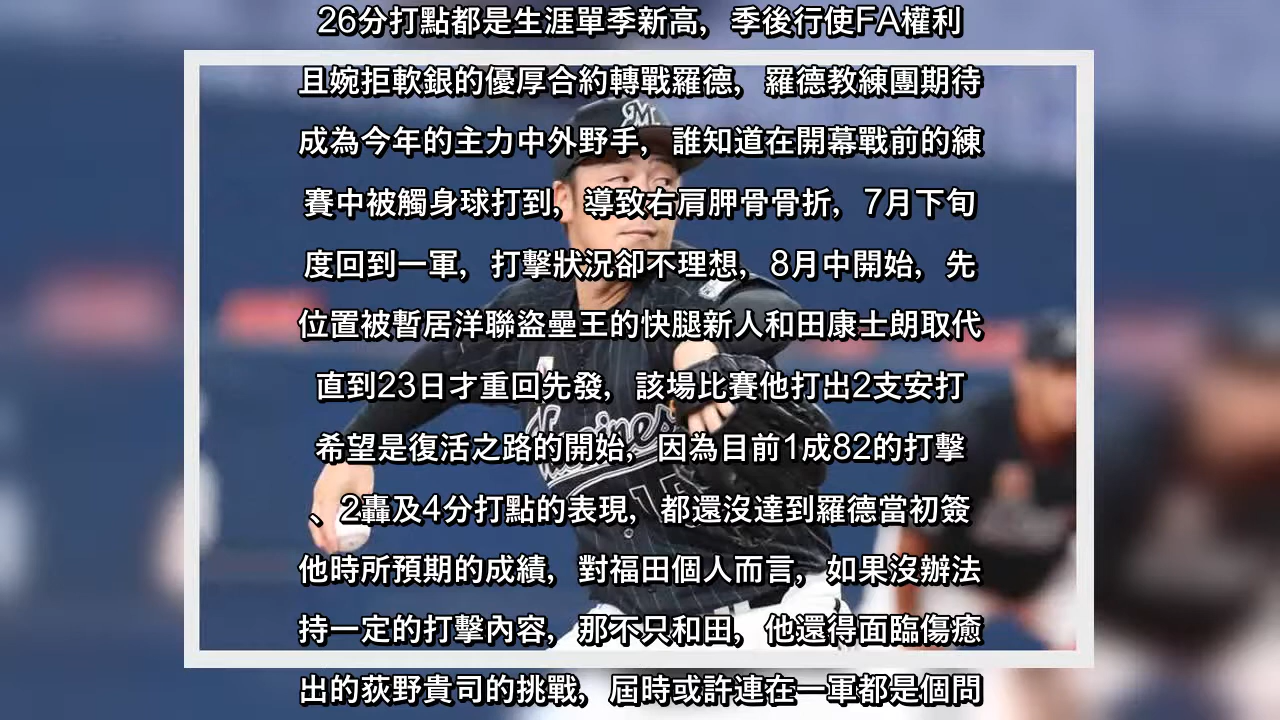 26分打點都是生涯單季新高，季後行使FA權利
且婉拒軟銀的優厚合約轉戰羅德，羅德教練團期待
成為今年的主力中外野手，誰知道在開幕戰前的練
賽中被觸身球打到，導致右肩胛骨骨折，7月下旬
度回到一軍，打擊狀況卻不理想，8月中開始，先
位置被暫居洋聯盜壘王的快腿新人和田康士朗取代
直到23日才重回先發，該場比賽他打出2支安打
希望是復活之路的開始，因為目前1成82的打擊
、2轟及4分打點的表現，都還沒達到羅德當初簽
他時所預期的成績，對福田個人而言，如果沒辦法
持一定的打擊內容，那不只和田，他還得面臨傷癒
出的荻野貴司的挑戰，屆時或許連在一軍都是個問
M
Marines